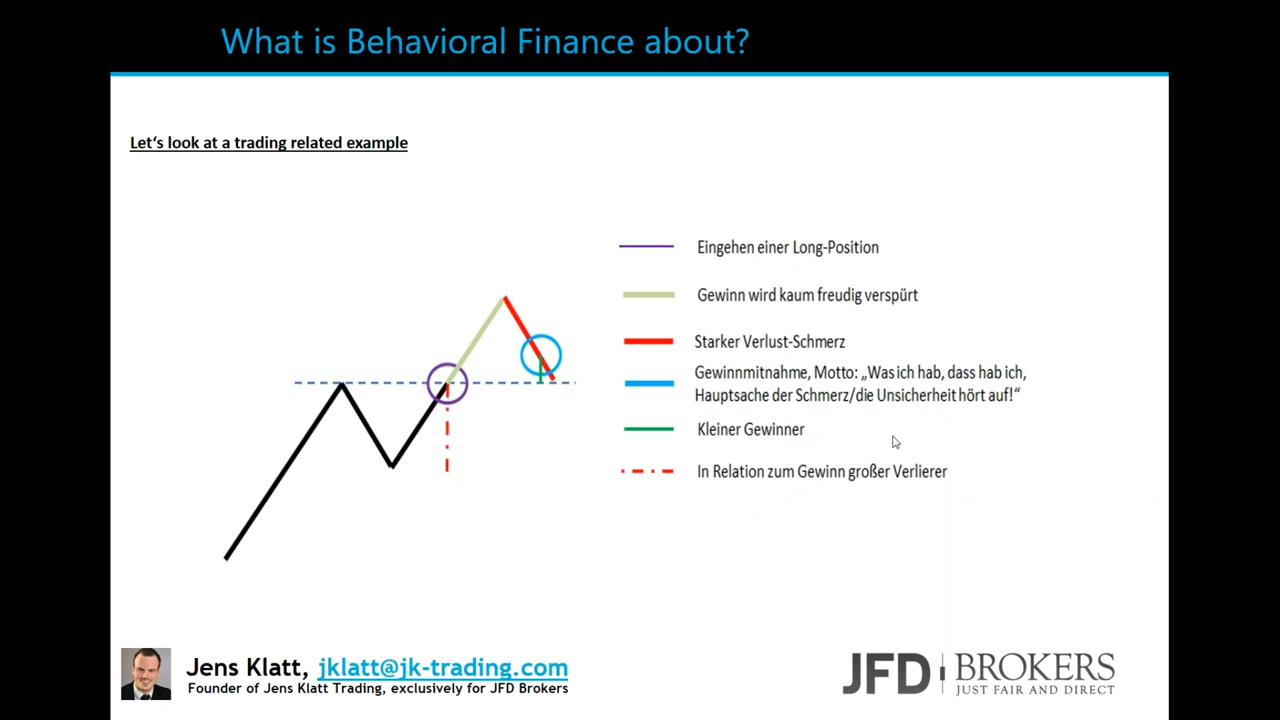 What is Behavioral Finance about?
Let‘s look at a trading related example
Eingehen einer Long-Position
Gewinn wird kaum freudig verspürt
Starker Verlust-Schmerz
Gewinnmitnahme, Motto: „Was ich hab, dass hab ich,
Hauptsache der Schmerz/die Unsicherheit hört auf!“
Kleiner Gewinner
In Relation zum Gewinn großer Verlierer
Jens Klatt, jklatt@jk-trading.com
Founder of Jens Klatt Trading, exclusively for JFD Brokers
JFD BROKERS
JUST FAIR AND DIRECT